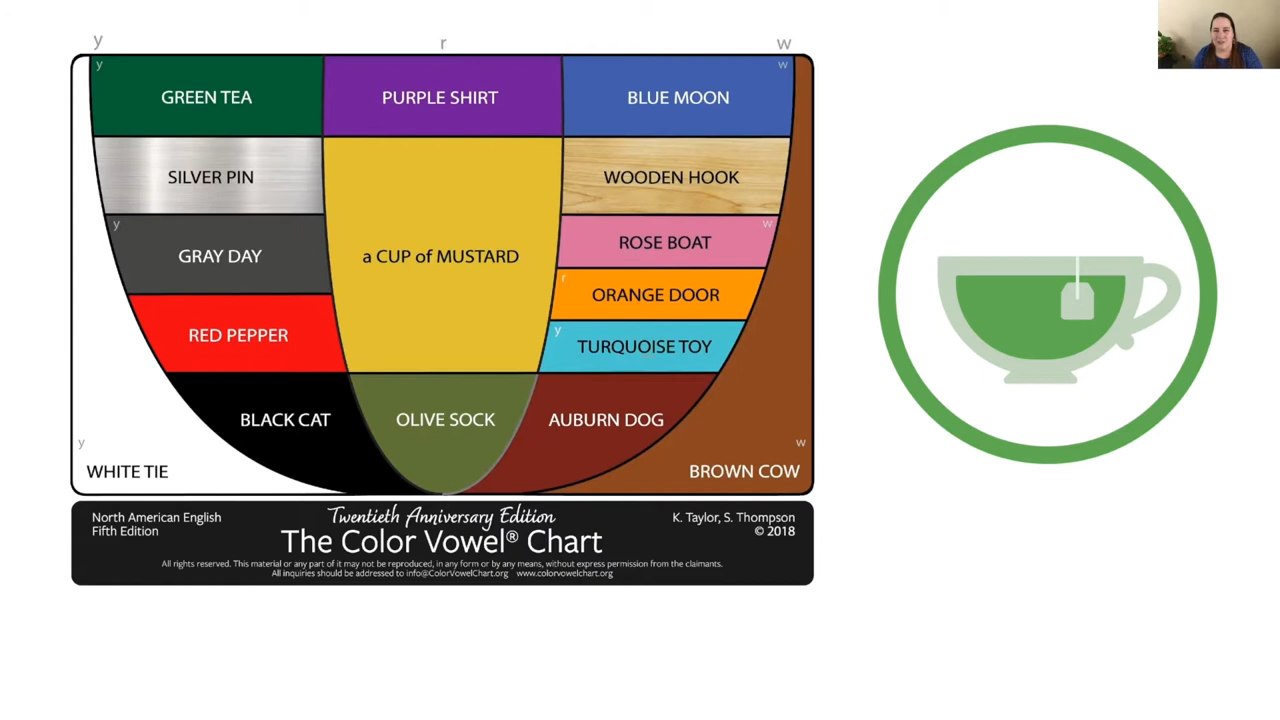 y r w
y w
GREEN TEA PURPLE SHIRT BLUE MOON
SILVER PIN WOODEN HOOK
y w
GRAY DAY a CUP of MUSTARD ROSE BOAT
r
ORANGE DOOR
y
RED PEPPER TURQUOISE TOY
BLACK CAT OLIVE SOCK AUBURN DOG
y w
WHITE TIE BROWN COW
North American English
Fifth Edition
Twentieth Anniversary Edition
The Color Vowel® Chart
K. Taylor, S. Thompson
© 2018
All rights reserved. This material or any part of it may not be reproduced, in any form or by any means, without express permission from the claimants.
All inquiries should be addressed to info@ColorVowelChart.org www.colorvowelchart.org